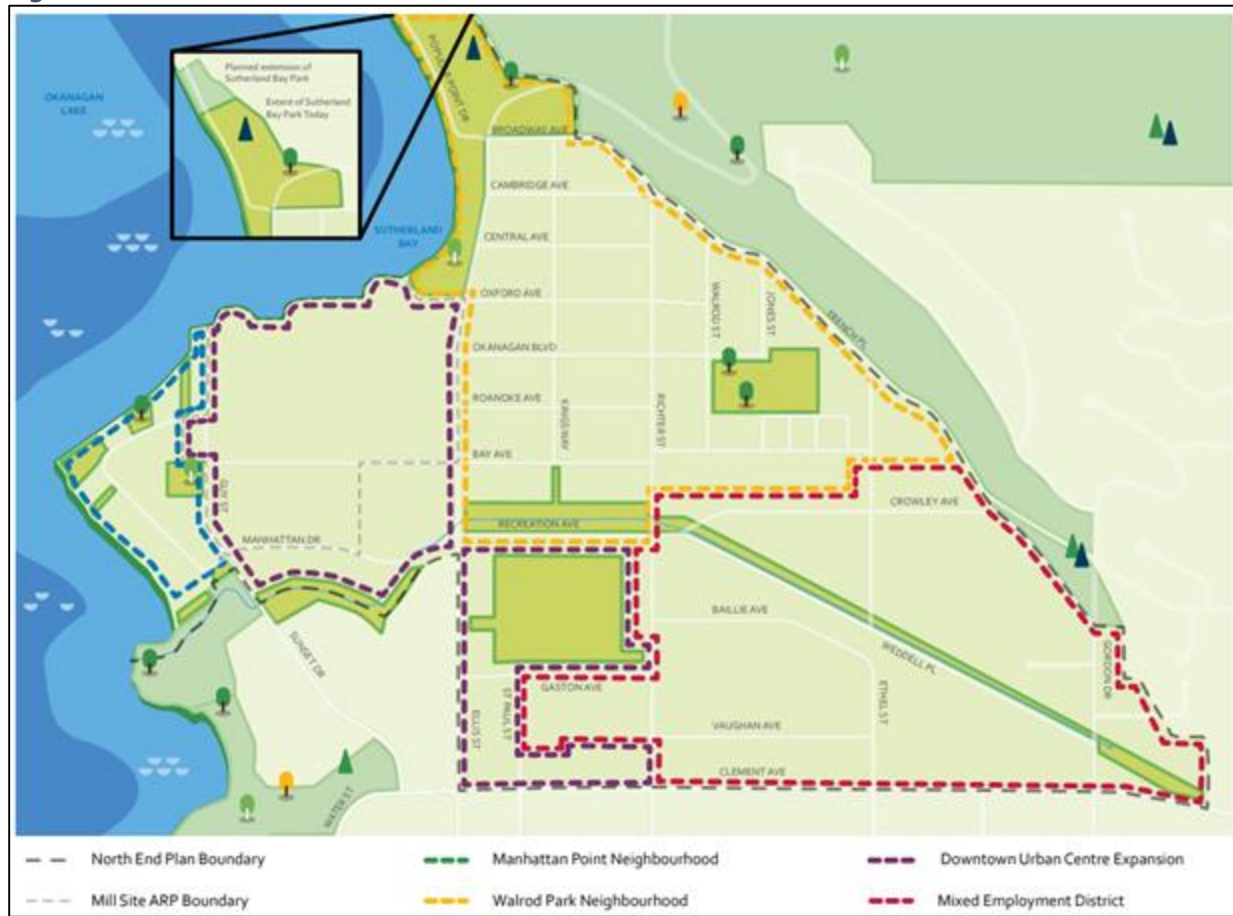 Planned extension of
Sutherland Bay Park
Extent of Sutherland
Bay Park Today
OKANAGAN
LAKE
POPLAR POINT DR
BROADWAY AVE
CAMBRIDGE AVE
SUTHERLAND
BAY
CENTRAL AVE
OXFORD AVE
WALROD ST
JONES ST
TRENCH PL
OKANAGAN BLVD
ROANOKE AVE
KINGSWAY
RICHTER ST
BAY AVE
GUY ST
CROWLEY AVE
RECREATION AVE
MANHATTAN DR
BAILLIE AVE
WEDDELL PL
SUNSET DR
GORDON DR
GASTON AVE
ELLIS ST
ST PAUL ST
ETHEL ST
VAUGHAN AVE
CLEMENT AVE
WATER ST
North End Plan Boundary
Manhattan Point Neighbourhood
Downtown Urban Centre Expansion
Mill Site ARP Boundary
Walrod Park Neighbourhood
Mixed Employment District